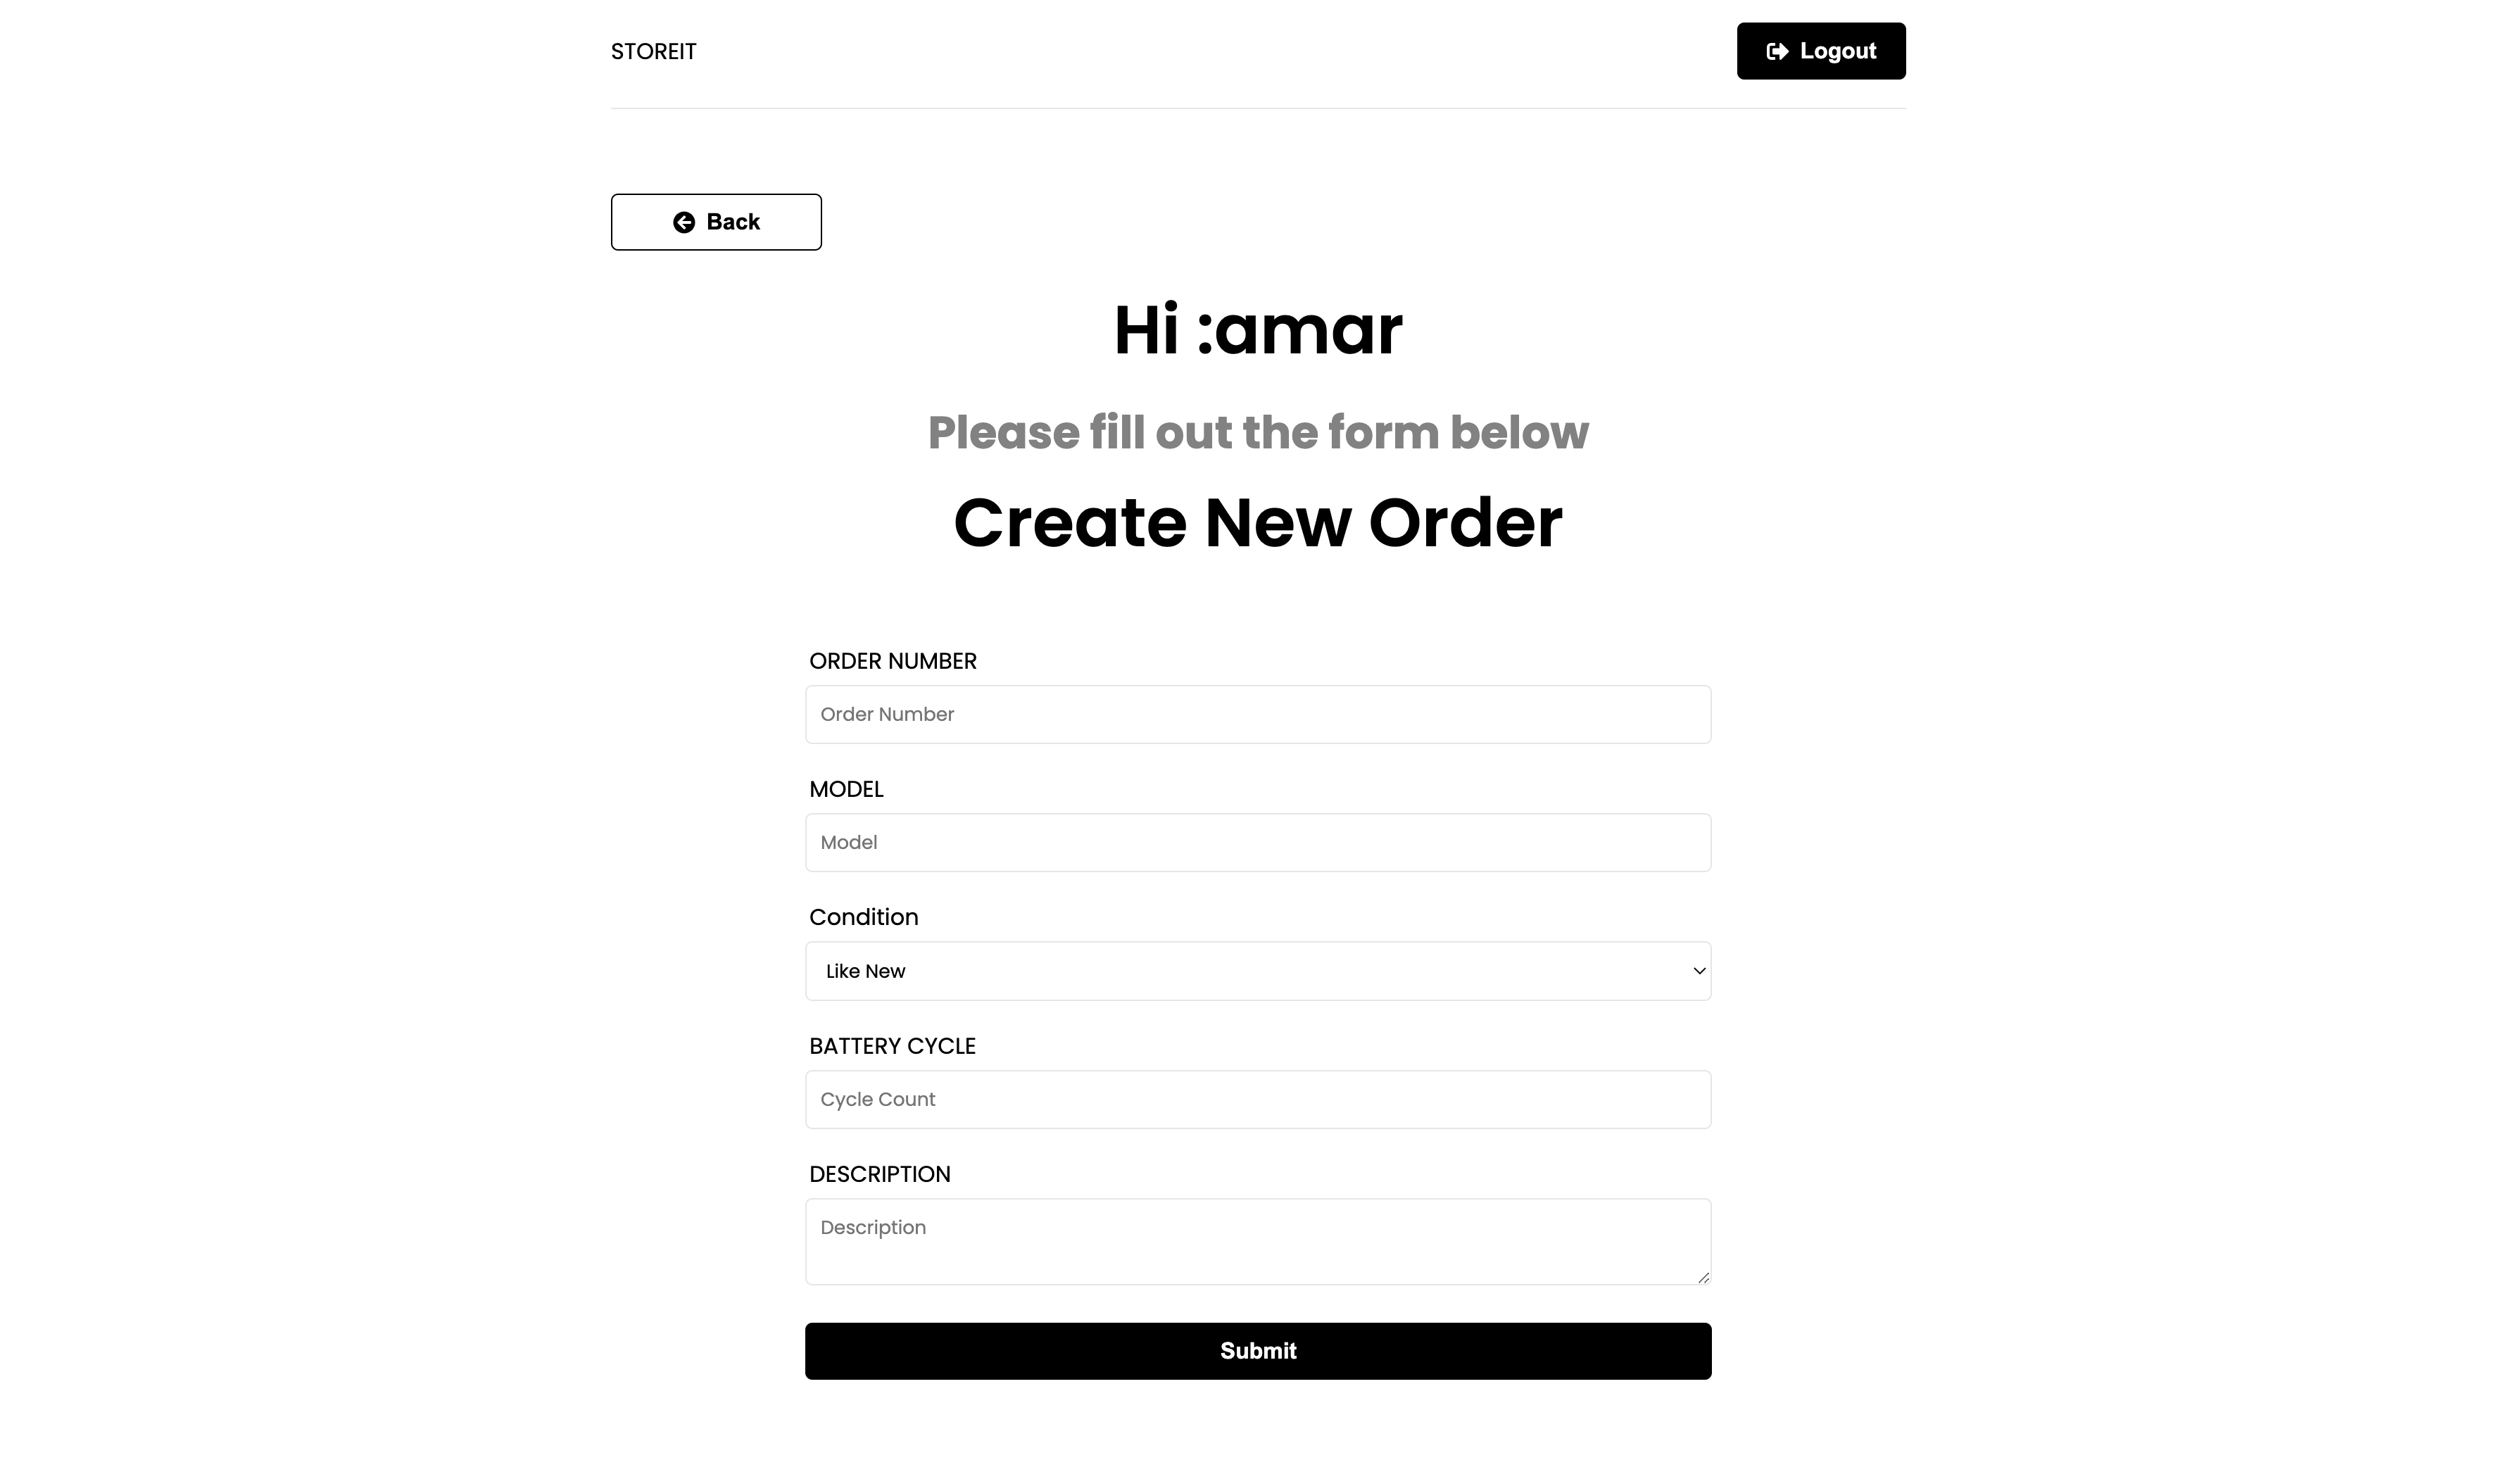 STOREIT
Logout
Back
Hi :amar
Please fill out the form below
Create New Order
ORDER NUMBER
Order Number
MODEL
Model
Condition
Like New
BATTERY CYCLE
Cycle Count
DESCRIPTION
Description
Submit